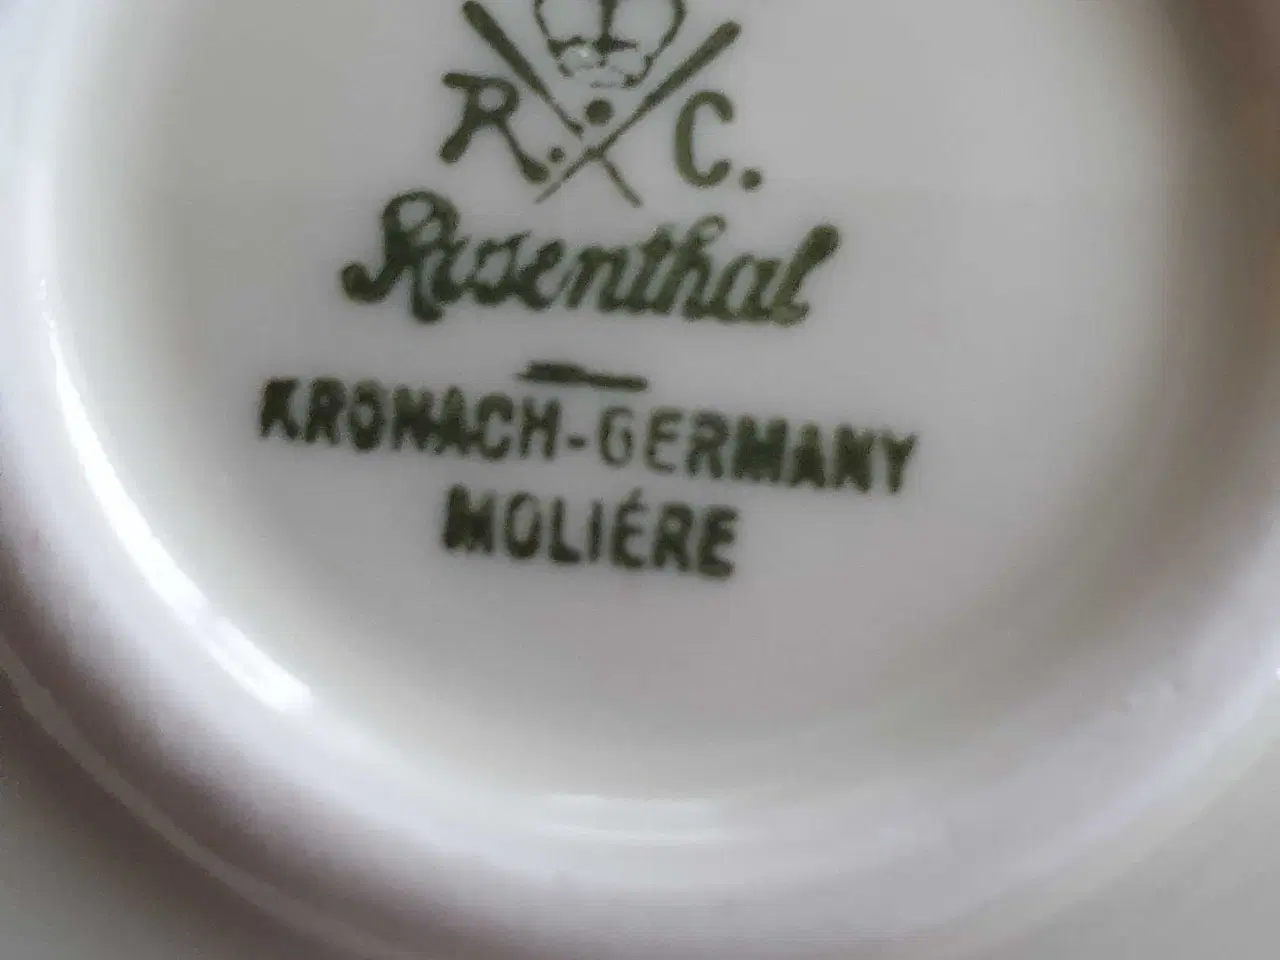 R. C.
Rosenthal
KRONACH-GERMANY
MOLIÉRE